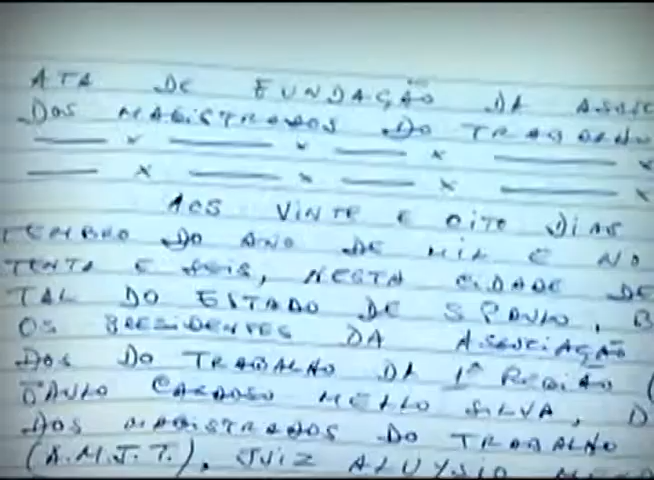 ATA DE FUNDAÇÃO DA ASSOC
DOS MAGISTRADOS DO TRABALHO
AOS VINTE E OITO DIAS
TEMBRO DO ANO DE MIL E NO
TENTA E SEIS, NESTA CIDADE DE
TAL DO ESTADO DE S PAULO,
OS PRESIDENTES DA ASSOCIAÇÃO
DOS DO TRABALHO DA 1ª REGIÃO (
PAULO CARDOSO MELLO SILVA, D
DOS MAGISTRADOS DO TRABALHO
(A.M.J.T.), JUIZ ALUYSIO